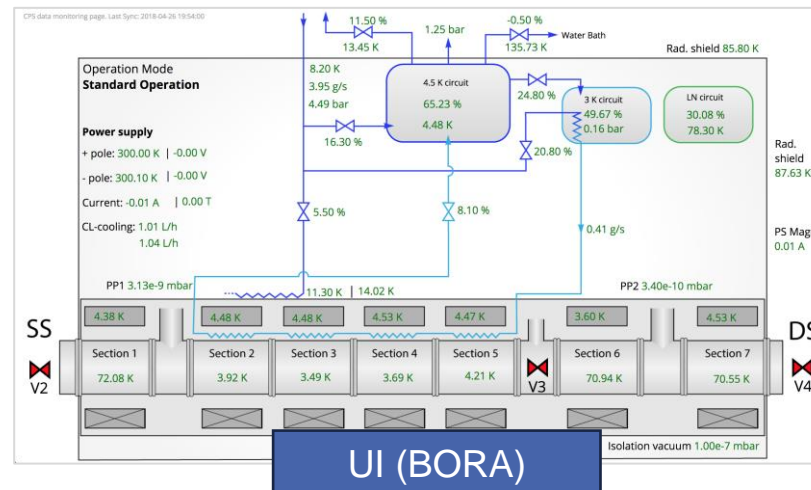 CPS data monitoring page. Last Sync: 2018-04-26 19:54:00
11.50 %
13.45 K
1.25 bar
-0.50 %
135.73 K
Water Bath
Rad. shield 85.80 K
Operation Mode
Standard Operation
8.20 K
3.95 g/s
4.49 bar
4.5 K circuit
65.23 %
4.48 K
24.80 %
3 K circuit
49.67 %
0.16 bar
LN circuit
30.08 %
78.30 K
Power supply
+ pole: 300.00 K | -0.00 V
- pole: 300.10 K | -0.00 V
Current: -0.01 A | 0.00 T
CL-cooling: 1.01 L/h
1.04 L/h
16.30 %
20.80 %
Rad.
shield
87.63 K
5.50 %
8.10 %
0.41 g/s
PS Mag
0.01 A
PP1 3.13e-9 mbar
11.30 K | 14.02 K
PP2 3.40e-10 mbar
4.38 K
4.48 K
4.48 K
4.53 K
4.47 K
3.60 K
4.53 K
SS
DS
Section 1
Section 2
Section 3
Section 4
Section 5
Section 6
Section 7
72.08 K
3.92 K
3.49 K
3.69 K
4.21 K
70.94 K
70.55 K
V2
V3
V4
Isolation vacuum 1.00e-7 mbar
UI (BORA)